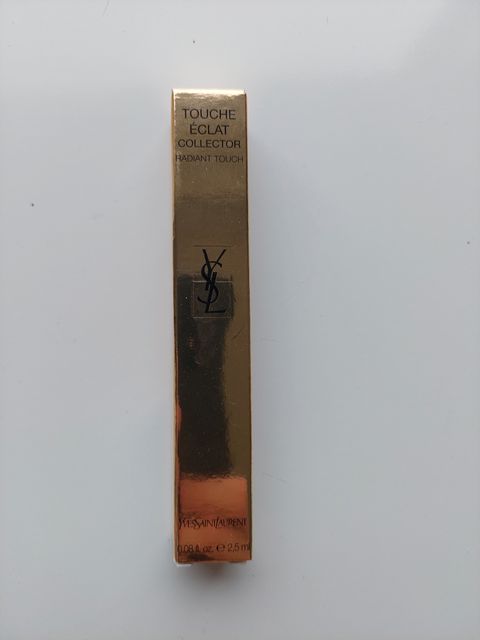 TOUCHE
ÉCLAT
COLLECTOR
RADIANT TOUCH
YSL
YVESSAINTLAURENT
0.08 fl. oz. ℮ 2,5 ml